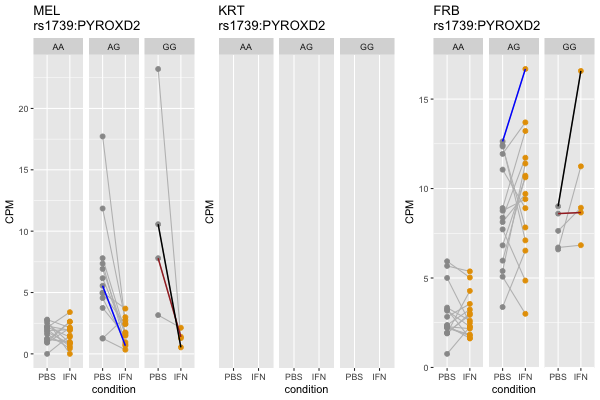 MEL
rs1739:PYROXD2
AA AG GG
CPM
20
15
10
5
0
PBS IFN PBS IFN PBS IFN
condition
KRT
rs1739:PYROXD2
AA AG GG
CPM
PBS IFN PBS IFN PBS IFN
condition
FRB
rs1739:PYROXD2
AA AG GG
CPM
15
10
5
0
PBS IFN PBS IFN PBS IFN
condition